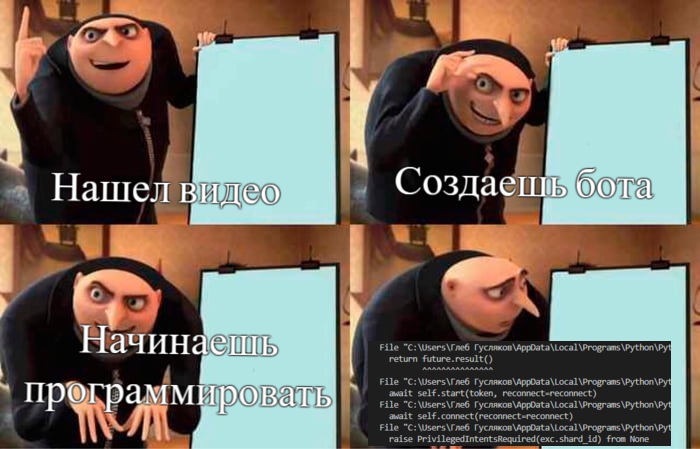 Нашел видео
Создаешь бота
Начинаешь
программировать
File "C:\Users\Глеб Гусляков\AppData\Local\Programs\Python\Pyt
return future.result()
^^^^^^^^^^^^^^^
File "C:\Users\Глеб Гусляков\AppData\Local\Programs\Python\Pyt
await self.start(token, reconnect=reconnect)
File "C:\Users\Глеб Гусляков\AppData\Local\Programs\Python\Pyt
await self.connect(reconnect=reconnect)
File "C:\Users\Глеб Гусляков\AppData\Local\Programs\Python\Pyt
raise PrivilegedIntentsRequired(exc.shard_id) from None